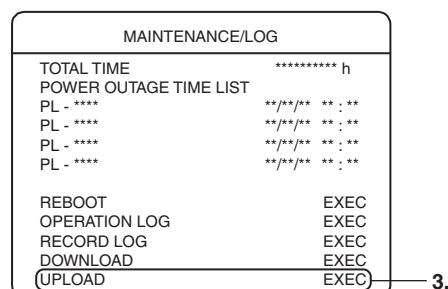 MAINTENANCE/LOG
TOTAL TIME ********** h
POWER OUTAGE TIME LIST
PL - **** **/**/** ** : **
PL - **** **/**/** ** : **
PL - **** **/**/** ** : **
PL - **** **/**/** ** : **
REBOOT EXEC
OPERATION LOG EXEC
RECORD LOG EXEC
DOWNLOAD EXEC
UPLOAD EXEC 3.